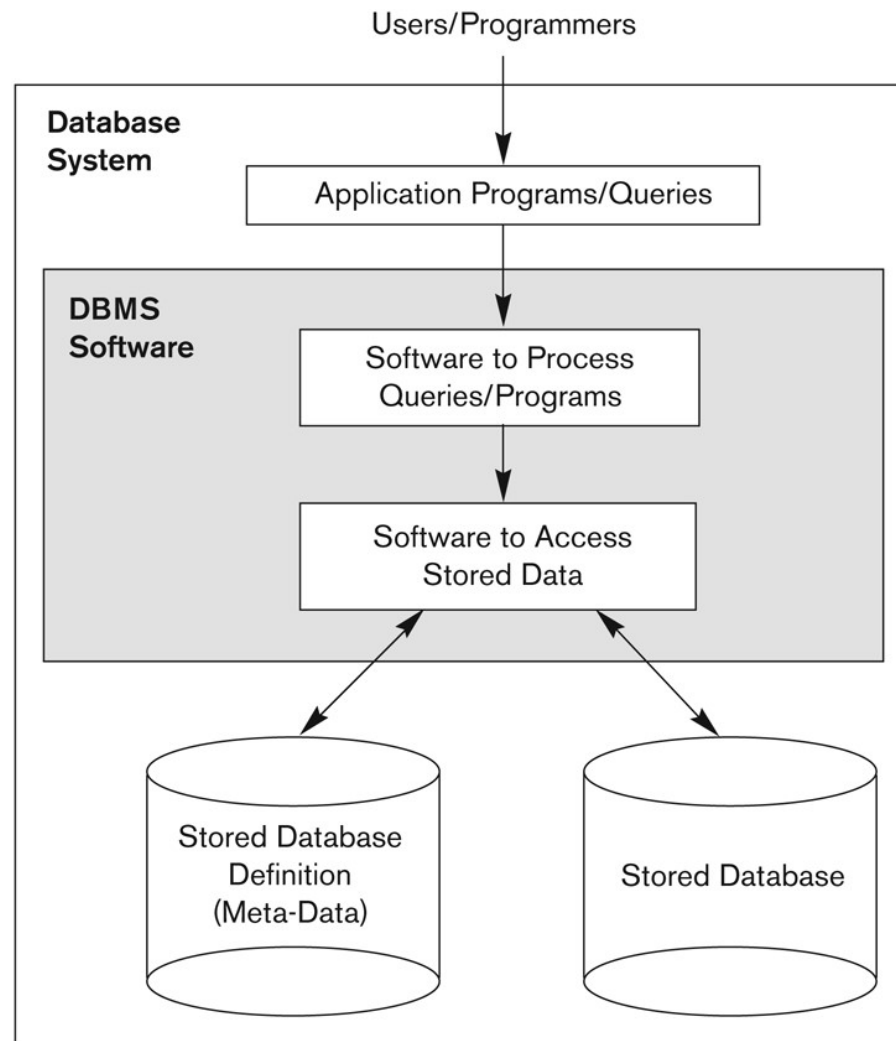 Users/Programmers
Database
System
Application Programs/Queries
DBMS
Software
Software to Process
Queries/Programs
Software to Access
Stored Data
Stored Database
Definition
(Meta-Data)
Stored Database